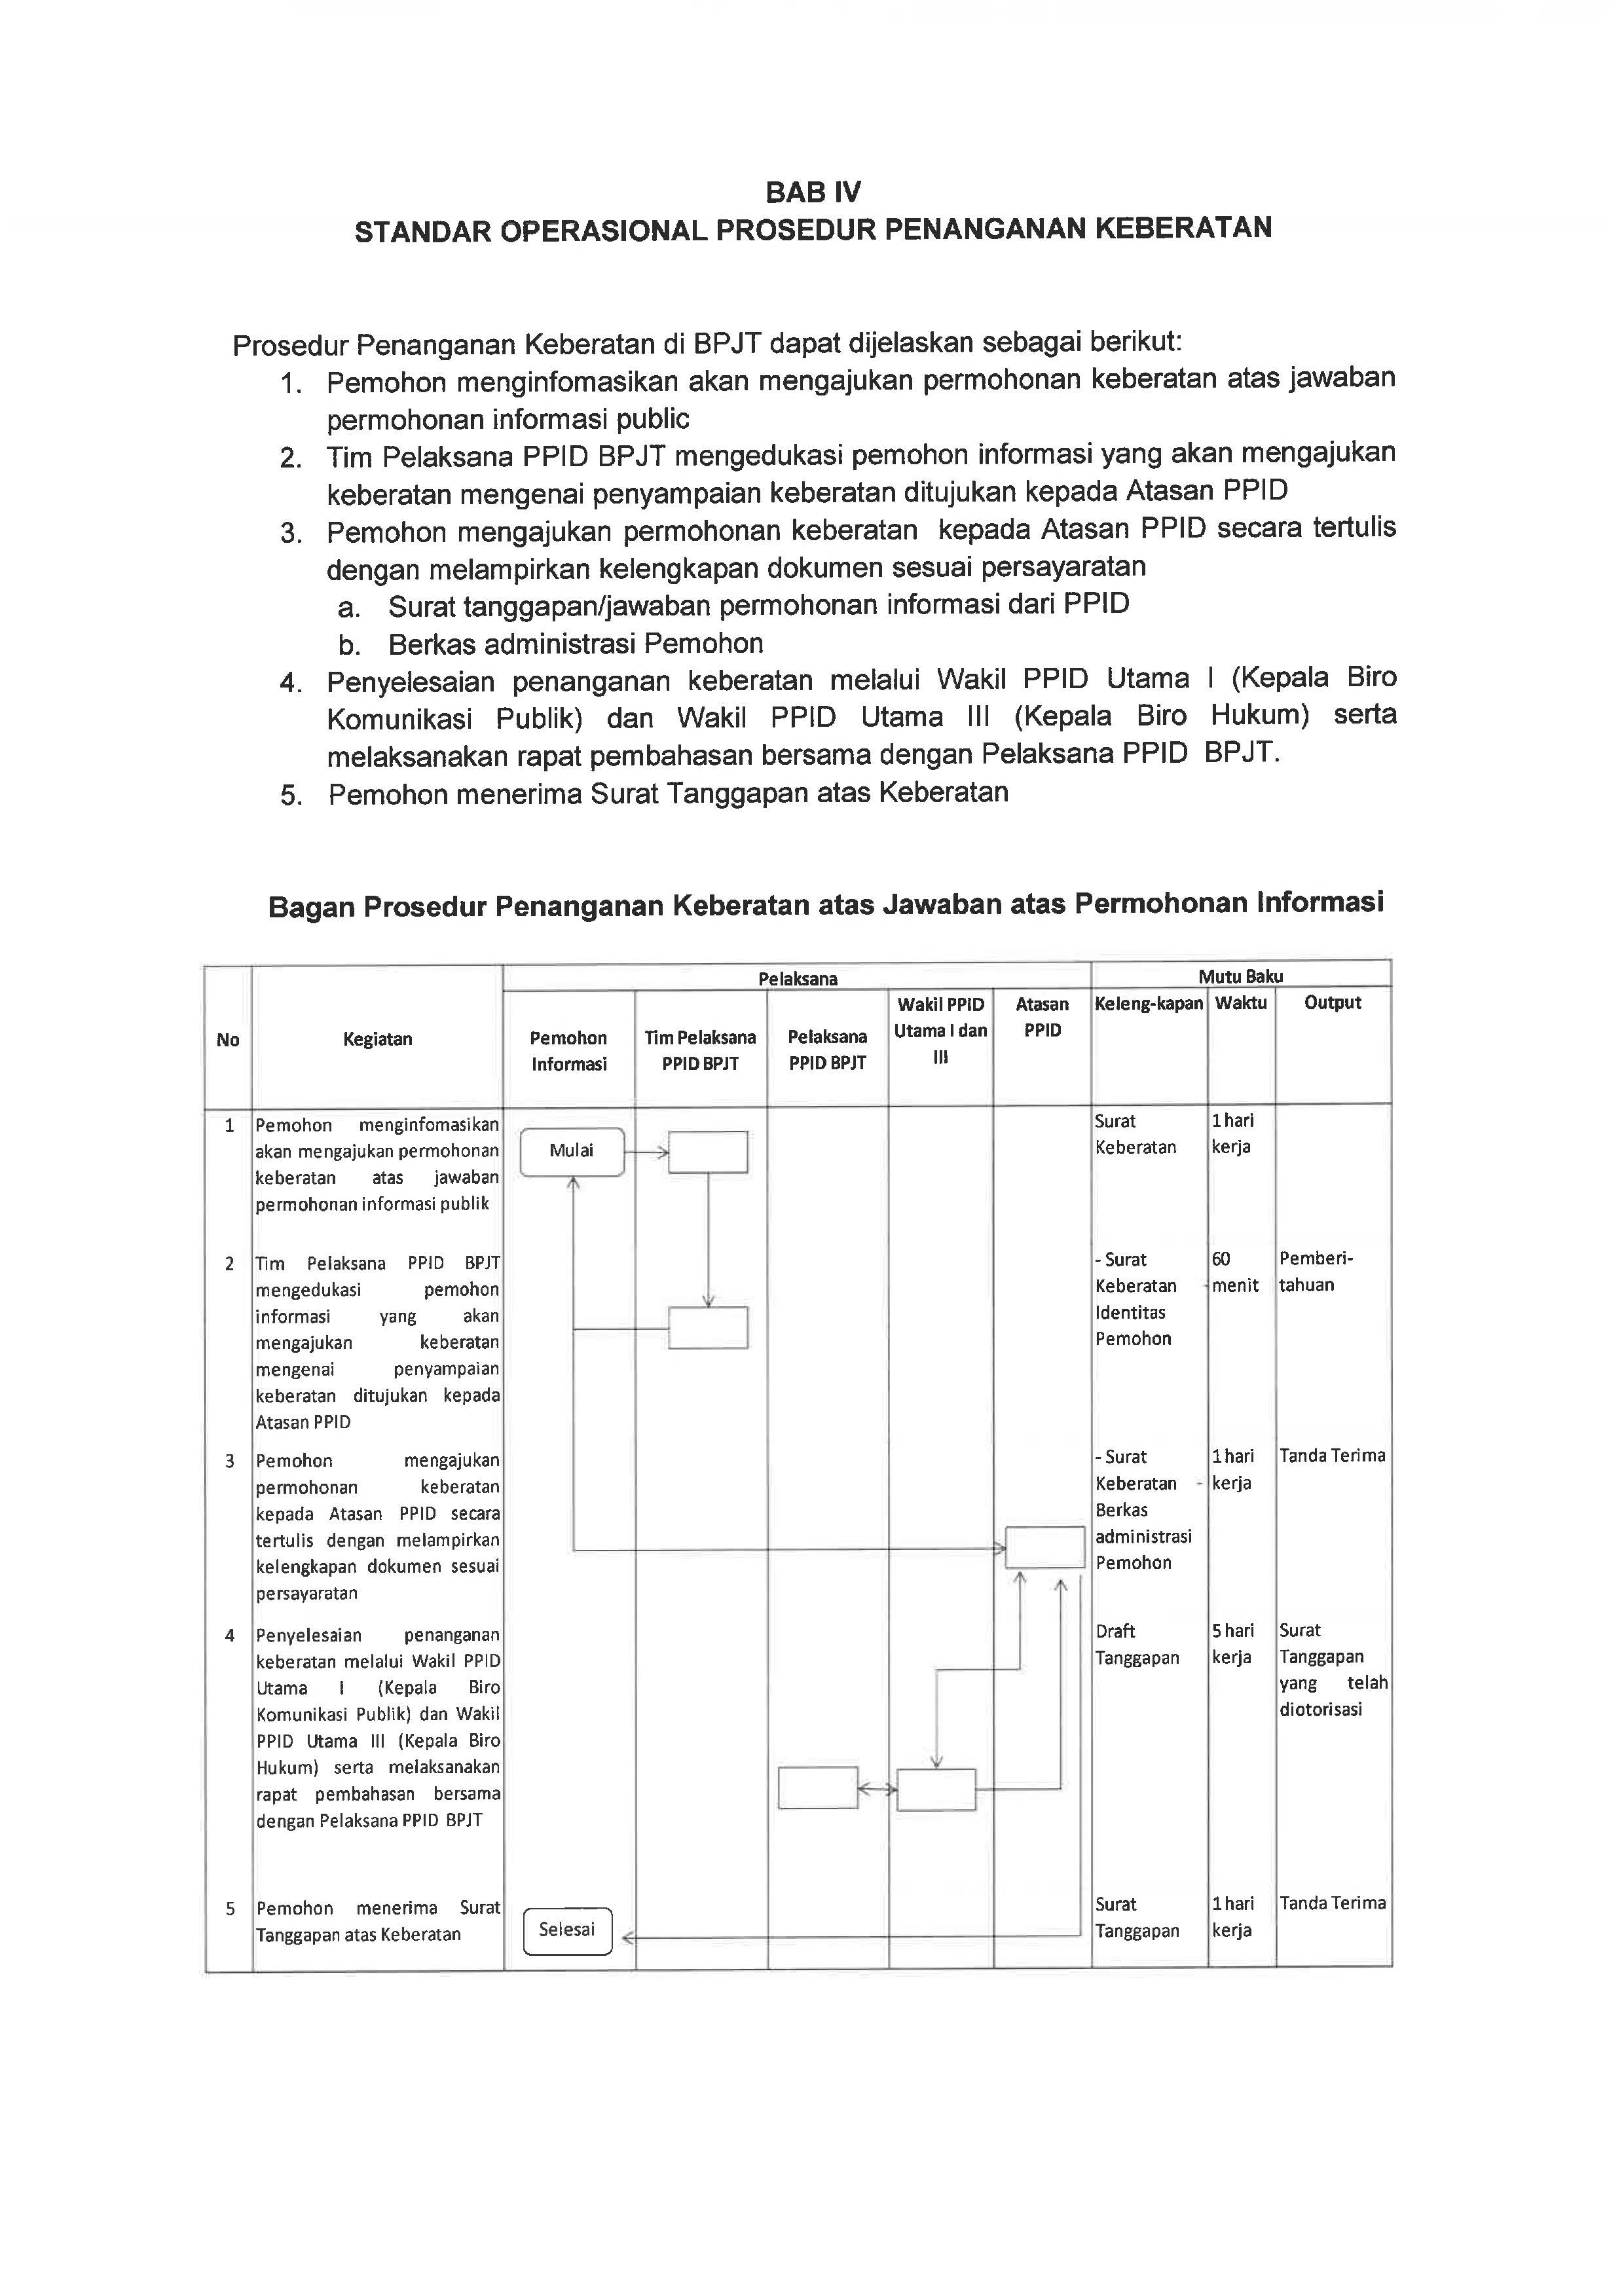 BAB IV
STANDAR OPERASIONAL PROSEDUR PENANGANAN KEBERATAN
Prosedur Penanganan Keberatan di BPJT dapat dijelaskan sebagai berikut:
1. Pemohon menginfomasikan akan mengajukan permohonan keberatan atas jawaban
permohonan informasi public
2. Tim Pelaksana PPID BPJT mengedukasi pemohon informasi yang akan mengajukan
keberatan mengenai penyampaian keberatan ditujukan kepada Atasan PPID
3. Pemohon mengajukan permohonan keberatan kepada Atasan PPID secara tertulis
dengan melampirkan kelengkapan dokumen sesuai persayaratan
a. Surat tanggapan/jawaban permohonan informasi dari PPID
b. Berkas administrasi Pemohon
4. Penyelesaian penanganan keberatan melalui Wakil PPID Utama I (Kepala Biro
Komunikasi Publik) dan Wakil PPID Utama III (Kepala Biro Hukum) serta
melaksanakan rapat pembahasan bersama dengan Pelaksana PPID BPJT.
5. Pemohon menerima Surat Tanggapan atas Keberatan
Bagan Prosedur Penanganan Keberatan atas Jawaban atas Permohonan Informasi
No
Kegiatan
Pelaksana
Mutu Baku
Pemohon
Informasi
Tim Pelaksana
PPID BPJT
Pelaksana
PPID BPJT
Wakil PPID
Utama I dan
III
Atasan
PPID
Keleng-kapan
Waktu
Output
1
Pemohon menginfomasikan
akan mengajukan permohonan
keberatan atas jawaban
permohonan informasi publik
Mulai
Surat
Keberatan
1 hari
kerja
2
Tim Pelaksana PPID BPJT
mengedukasi pemohon
informasi yang akan
mengajukan keberatan
mengenai penyampaian
keberatan ditujukan kepada
Atasan PPID
- Surat
Keberatan -
Identitas
Pemohon
60
menit
Pemberi-
tahuan
3
Pemohon mengajukan
permohonan keberatan
kepada Atasan PPID secara
tertulis dengan melampirkan
kelengkapan dokumen sesuai
persayaratan
- Surat
Keberatan -
Berkas
administrasi
Pemohon
1 hari
kerja
Tanda Terima
4
Penyelesaian penanganan
keberatan melalui Wakil PPID
Utama I (Kepala Biro
Komunikasi Publik) dan Wakil
PPID Utama III (Kepala Biro
Hukum) serta melaksanakan
rapat pembahasan bersama
dengan Pelaksana PPID BPJT
Draft
Tanggapan
5 hari
kerja
Surat
Tanggapan
yang telah
diotorisasi
5
Pemohon menerima Surat
Tanggapan atas Keberatan
Selesai
Surat
Tanggapan
1 hari
kerja
Tanda Terima